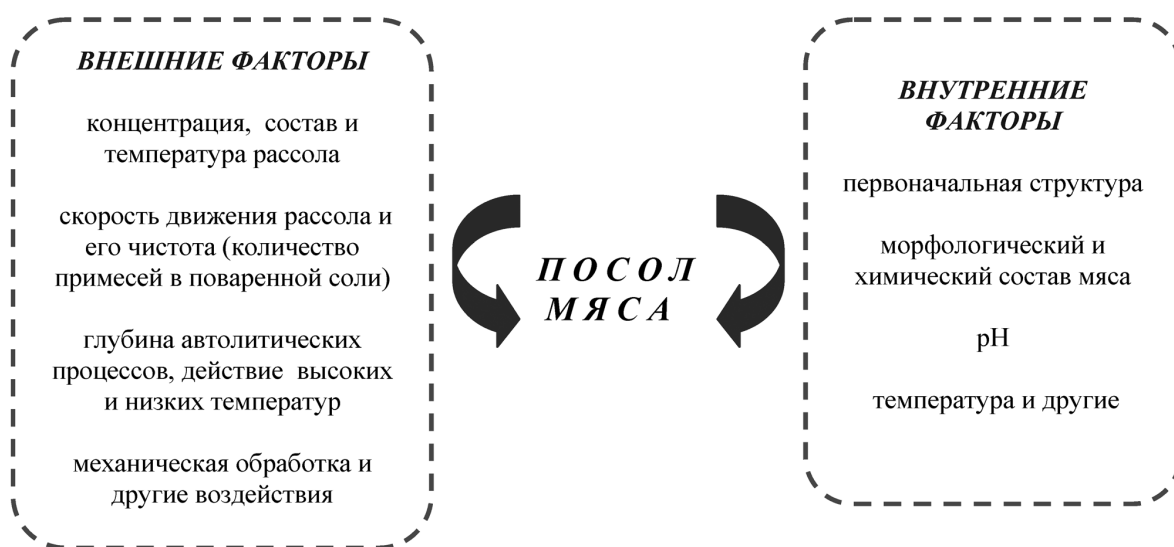 ВНЕШНИЕ ФАКТОРЫ
концентрация, состав и
температура рассола
скорость движения рассола и
его чистота (количество
примесей в поваренной соли)
глубина автолитических
процессов, действие высоких
и низких температур
механическая обработка и
другие воздействия
П О С О Л
М Я С А
ВНУТРЕННИЕ
ФАКТОРЫ
первоначальная структура
морфологический и
химический состав мяса
pH
температура и другие